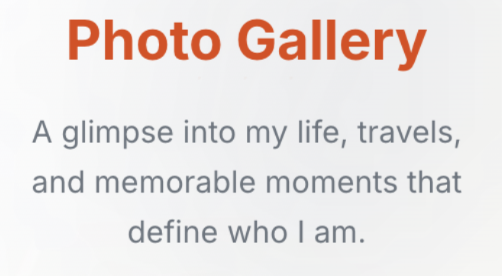 Photo Gallery
A glimpse into my life, travels,
and memorable moments that
define who I am.